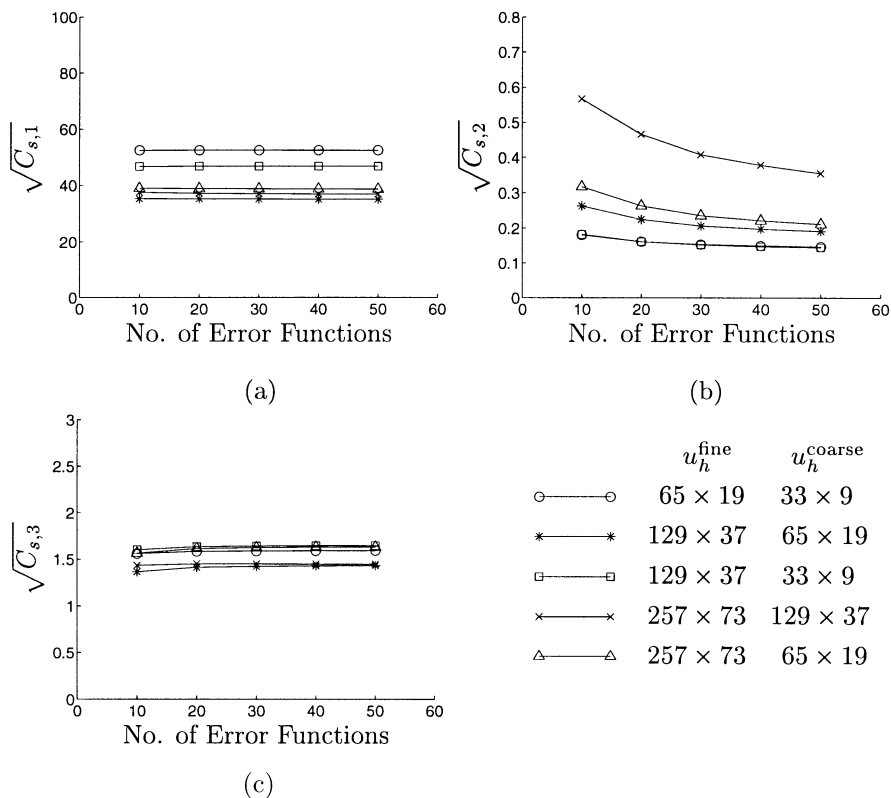 100
80
60
40
20
0
√C_{s,1}
0 10 20 30 40 50 60
No. of Error Functions
(a)
0.8
0.7
0.6
0.5
0.4
0.3
0.2
0.1
0
√C_{s,2}
0 10 20 30 40 50 60
No. of Error Functions
(b)
3
2.5
2
1.5
1
0.5
0
√C_{s,3}
0 10 20 30 40 50 60
No. of Error Functions
(c)
u_h^{fine} u_h^{coarse}
65 × 19 33 × 9
129 × 37 65 × 19
129 × 37 33 × 9
257 × 73 129 × 37
257 × 73 65 × 19